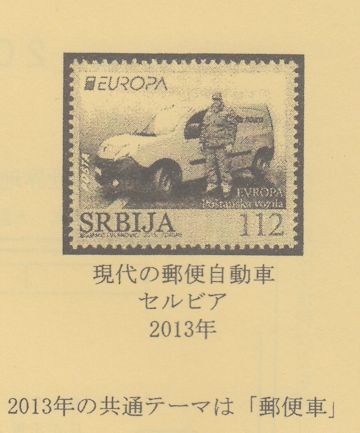 EUROPA
EVROPA
Poštanska vozila
SRBIJA 112
現代の郵便自動車
セルビア
2013年
2013年の共通テーマは「郵便車」